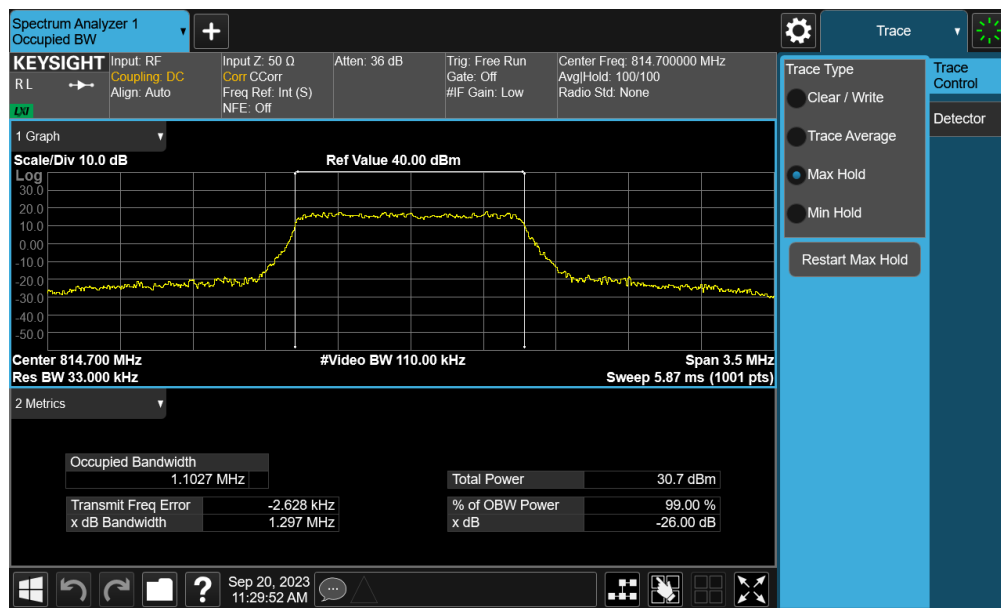 Spectrum Analyzer 1
Occupied BW
+
Trace
KEYSIGHT
R L
LXI
Input: RF
Coupling: DC
Align: Auto
Input Z: 50 Ω
Corr CCorr
Freq Ref: Int (S)
NFE: Off
Atten: 36 dB
Trig: Free Run
Gate: Off
#IF Gain: Low
Center Freq: 814.700000 MHz
Avg|Hold: 100/100
Radio Std: None
Trace Type
Clear / Write
Trace Average
Max Hold
Min Hold
Restart Max Hold
Trace
Control
Detector
1 Graph
Scale/Div 10.0 dB
Ref Value 40.00 dBm
Log
30.0
20.0
10.0
0.00
-10.0
-20.0
-30.0
-40.0
-50.0
Center 814.700 MHz
#Video BW 110.00 kHz
Span 3.5 MHz
Res BW 33.000 kHz
Sweep 5.87 ms (1001 pts)
2 Metrics
Occupied Bandwidth
1.1027 MHz
Total Power 30.7 dBm
Transmit Freq Error -2.628 kHz
% of OBW Power 99.00 %
x dB Bandwidth 1.297 MHz
x dB -26.00 dB
?
Sep 20, 2023
11:29:52 AM